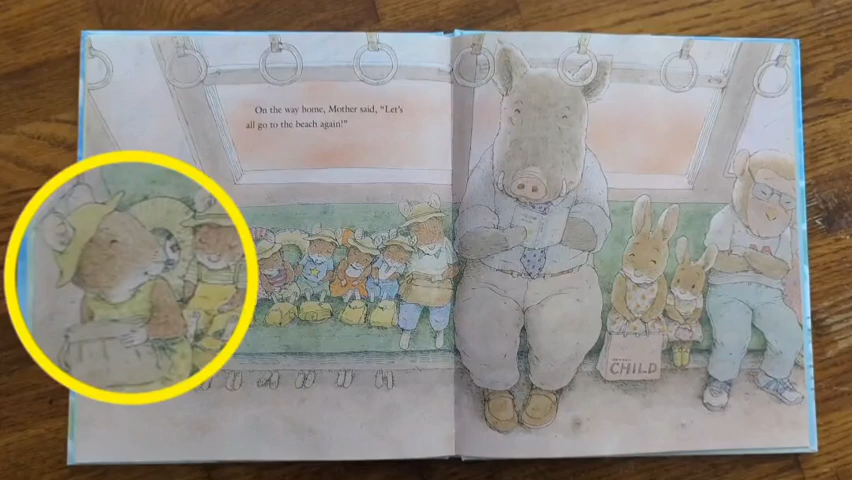 On the way home, Mother said, "Let's
all go to the beach again!"
CHILD